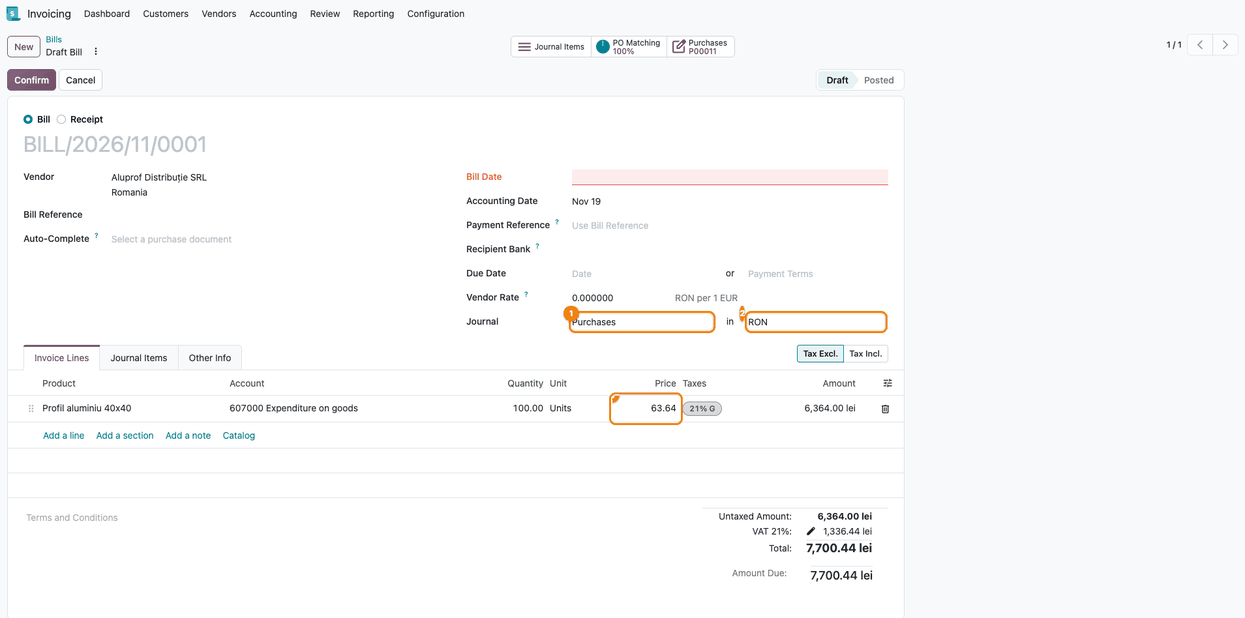 Invoicing Dashboard Customers Vendors Accounting Review Reporting Configuration
New
Bills
Draft Bill
Journal Items
PO Matching
100%
Purchases
P00011
1 / 1
Confirm Cancel
Draft Posted
Bill Receipt
BILL/2026/11/0001
Vendor
Aluprof Distribuție SRL
Romania
Bill Reference
Auto-Complete ? Select a purchase document
Bill Date
Accounting Date Nov 19
Payment Reference ? Use Bill Reference
Recipient Bank ?
Due Date Date or Payment Terms
Vendor Rate ? 0.000000 RON per 1 EUR
Journal 1 Purchases in 2 RON
Invoice Lines Journal Items Other Info
Tax Excl. Tax Incl.
Product Account Quantity Unit Price Taxes Amount
Profil aluminiu 40x40 607000 Expenditure on goods 100.00 Units 63.64 21% G 6,364.00 lei
Add a line Add a section Add a note Catalog
Terms and Conditions
Untaxed Amount: 6,364.00 lei
VAT 21%: 1,336.44 lei
Total: 7,700.44 lei
Amount Due: 7,700.44 lei